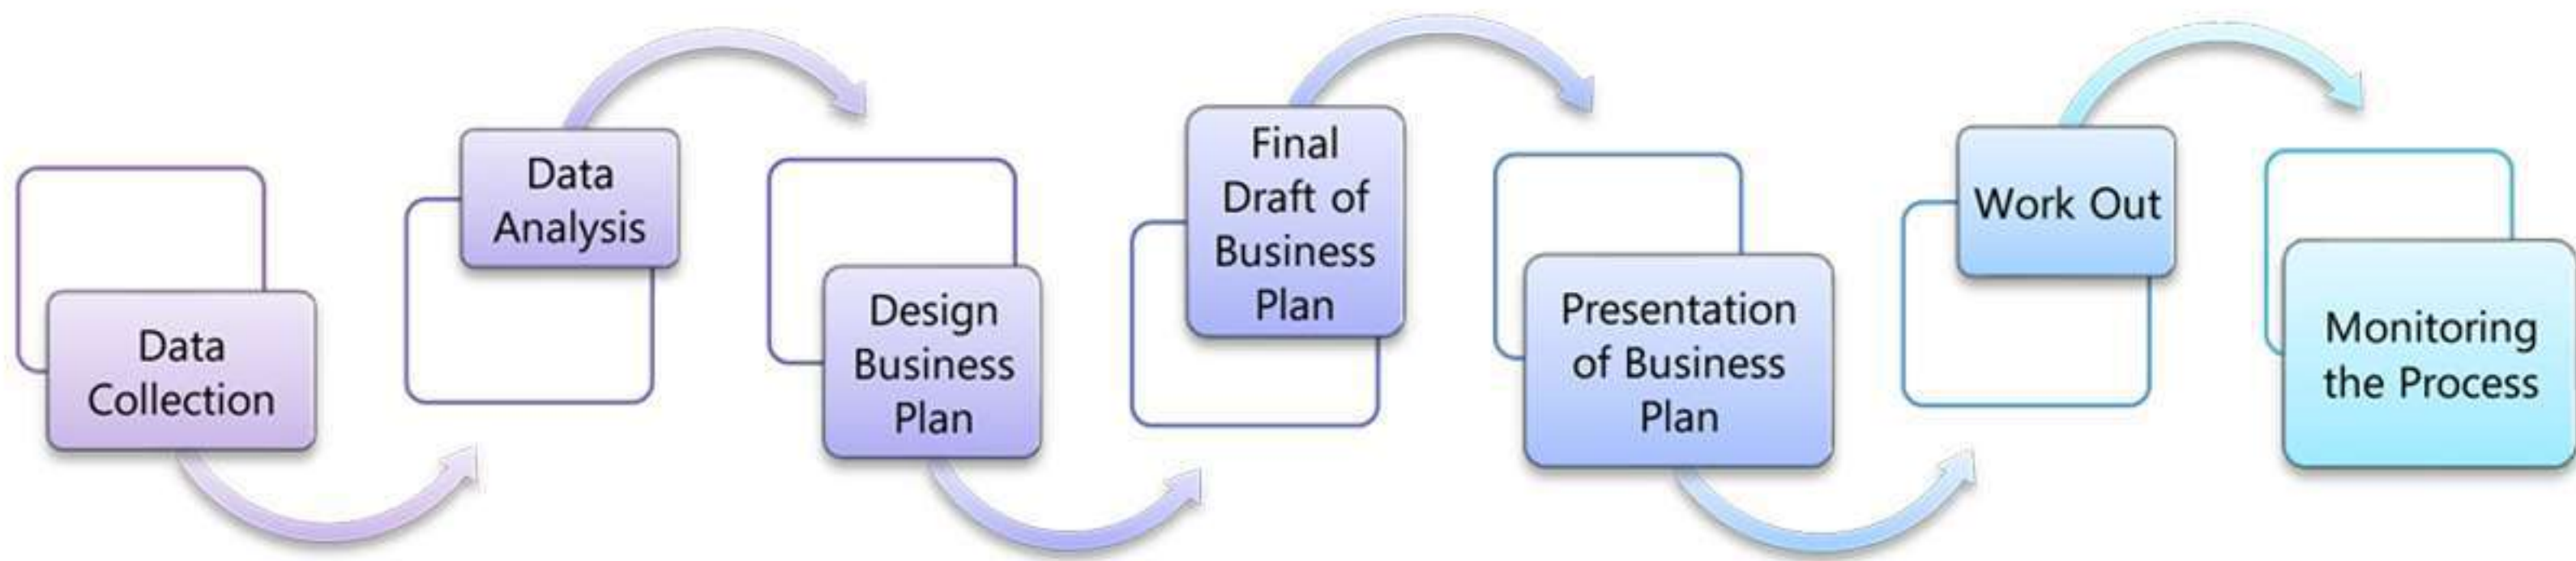 Data
Collection
Data
Analysis
Design
Business
Plan
Final
Draft of
Business
Plan
Presentation
of Business
Plan
Work Out
Monitoring
the Process